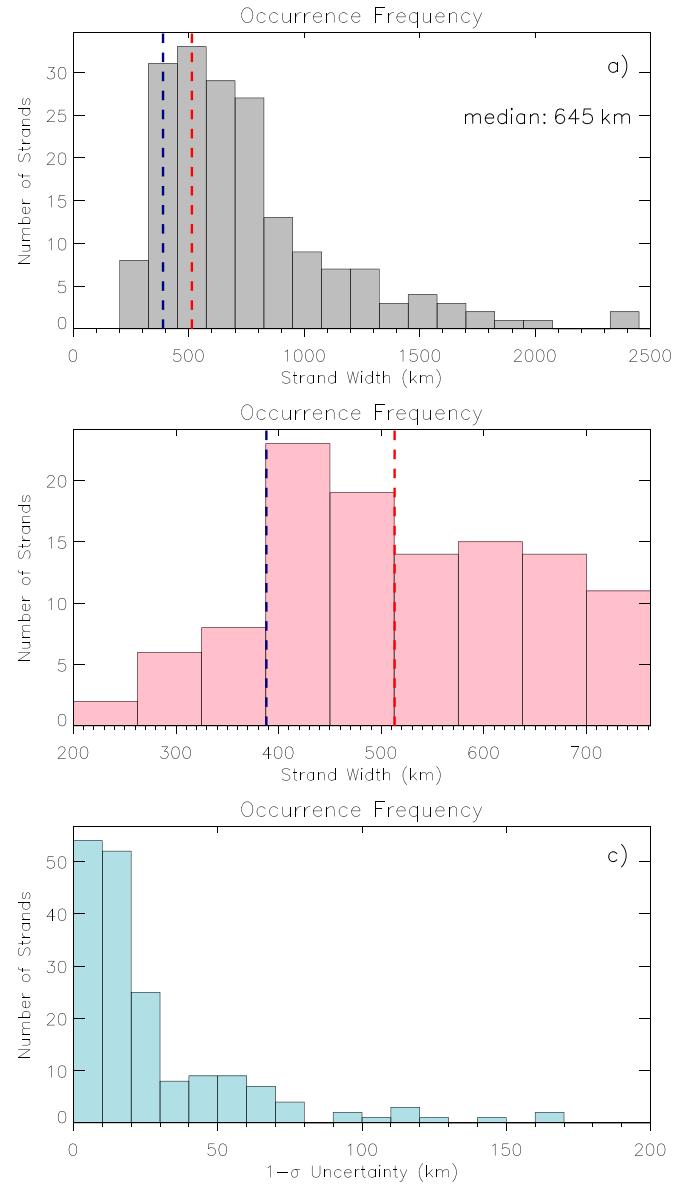 Occurrence Frequency
a)
median: 645 km
Number of Strands
30
25
20
15
10
5
0
0 500 1000 1500 2000 2500
Strand Width (km)
Occurrence Frequency
Number of Strands
20
15
10
5
0
200 300 400 500 600 700
Strand Width (km)
Occurrence Frequency
c)
Number of Strands
50
40
30
20
10
0
0 50 100 150 200
1−σ Uncertainty (km)